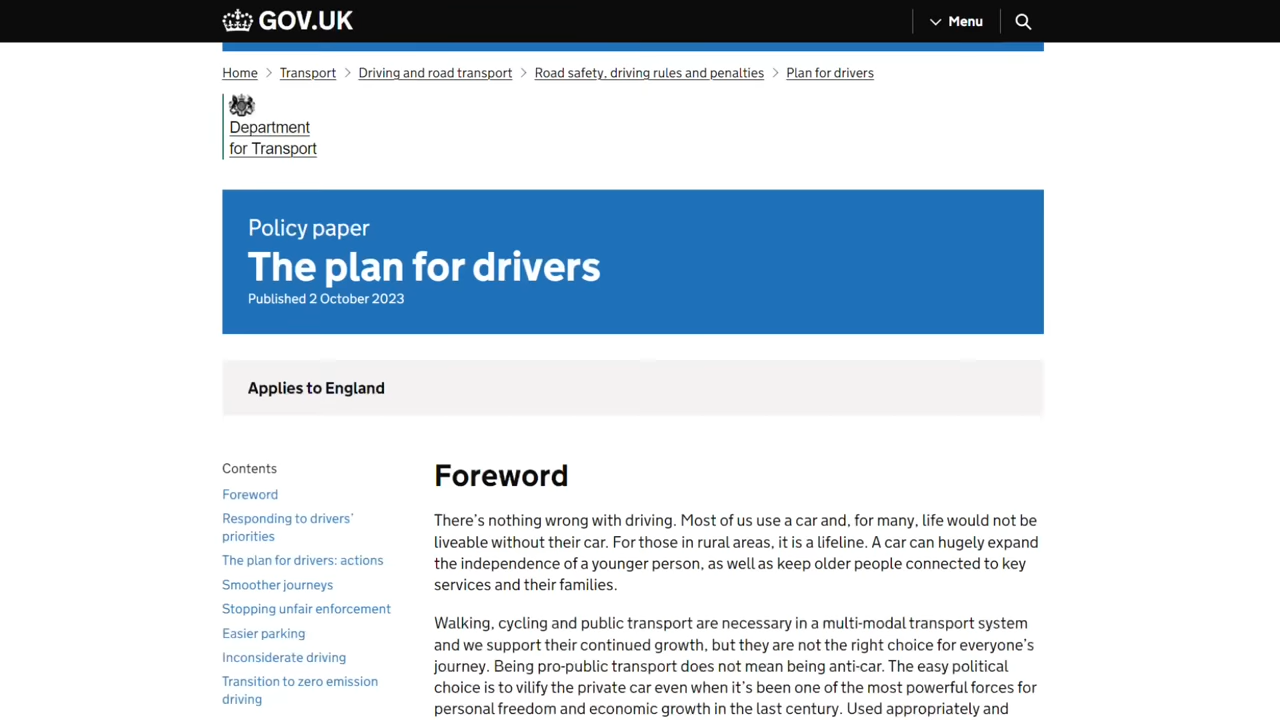 GOV.UK
Menu
Home > Transport > Driving and road transport > Road safety, driving rules and penalties > Plan for drivers
Department
for Transport
Policy paper
The plan for drivers
Published 2 October 2023
Applies to England
Contents
Foreword
Responding to drivers'
priorities
The plan for drivers: actions
Smoother journeys
Stopping unfair enforcement
Easier parking
Inconsiderate driving
Transition to zero emission
driving
Foreword
There's nothing wrong with driving. Most of us use a car and, for many, life would not be
liveable without their car. For those in rural areas, it is a lifeline. A car can hugely expand
the independence of a younger person, as well as keep older people connected to key
services and their families.
Walking, cycling and public transport are necessary in a multi-modal transport system
and we support their continued growth, but they are not the right choice for everyone's
journey. Being pro-public transport does not mean being anti-car. The easy political
choice is to vilify the private car even when it's been one of the most powerful forces for
personal freedom and economic growth in the last century. Used appropriately and